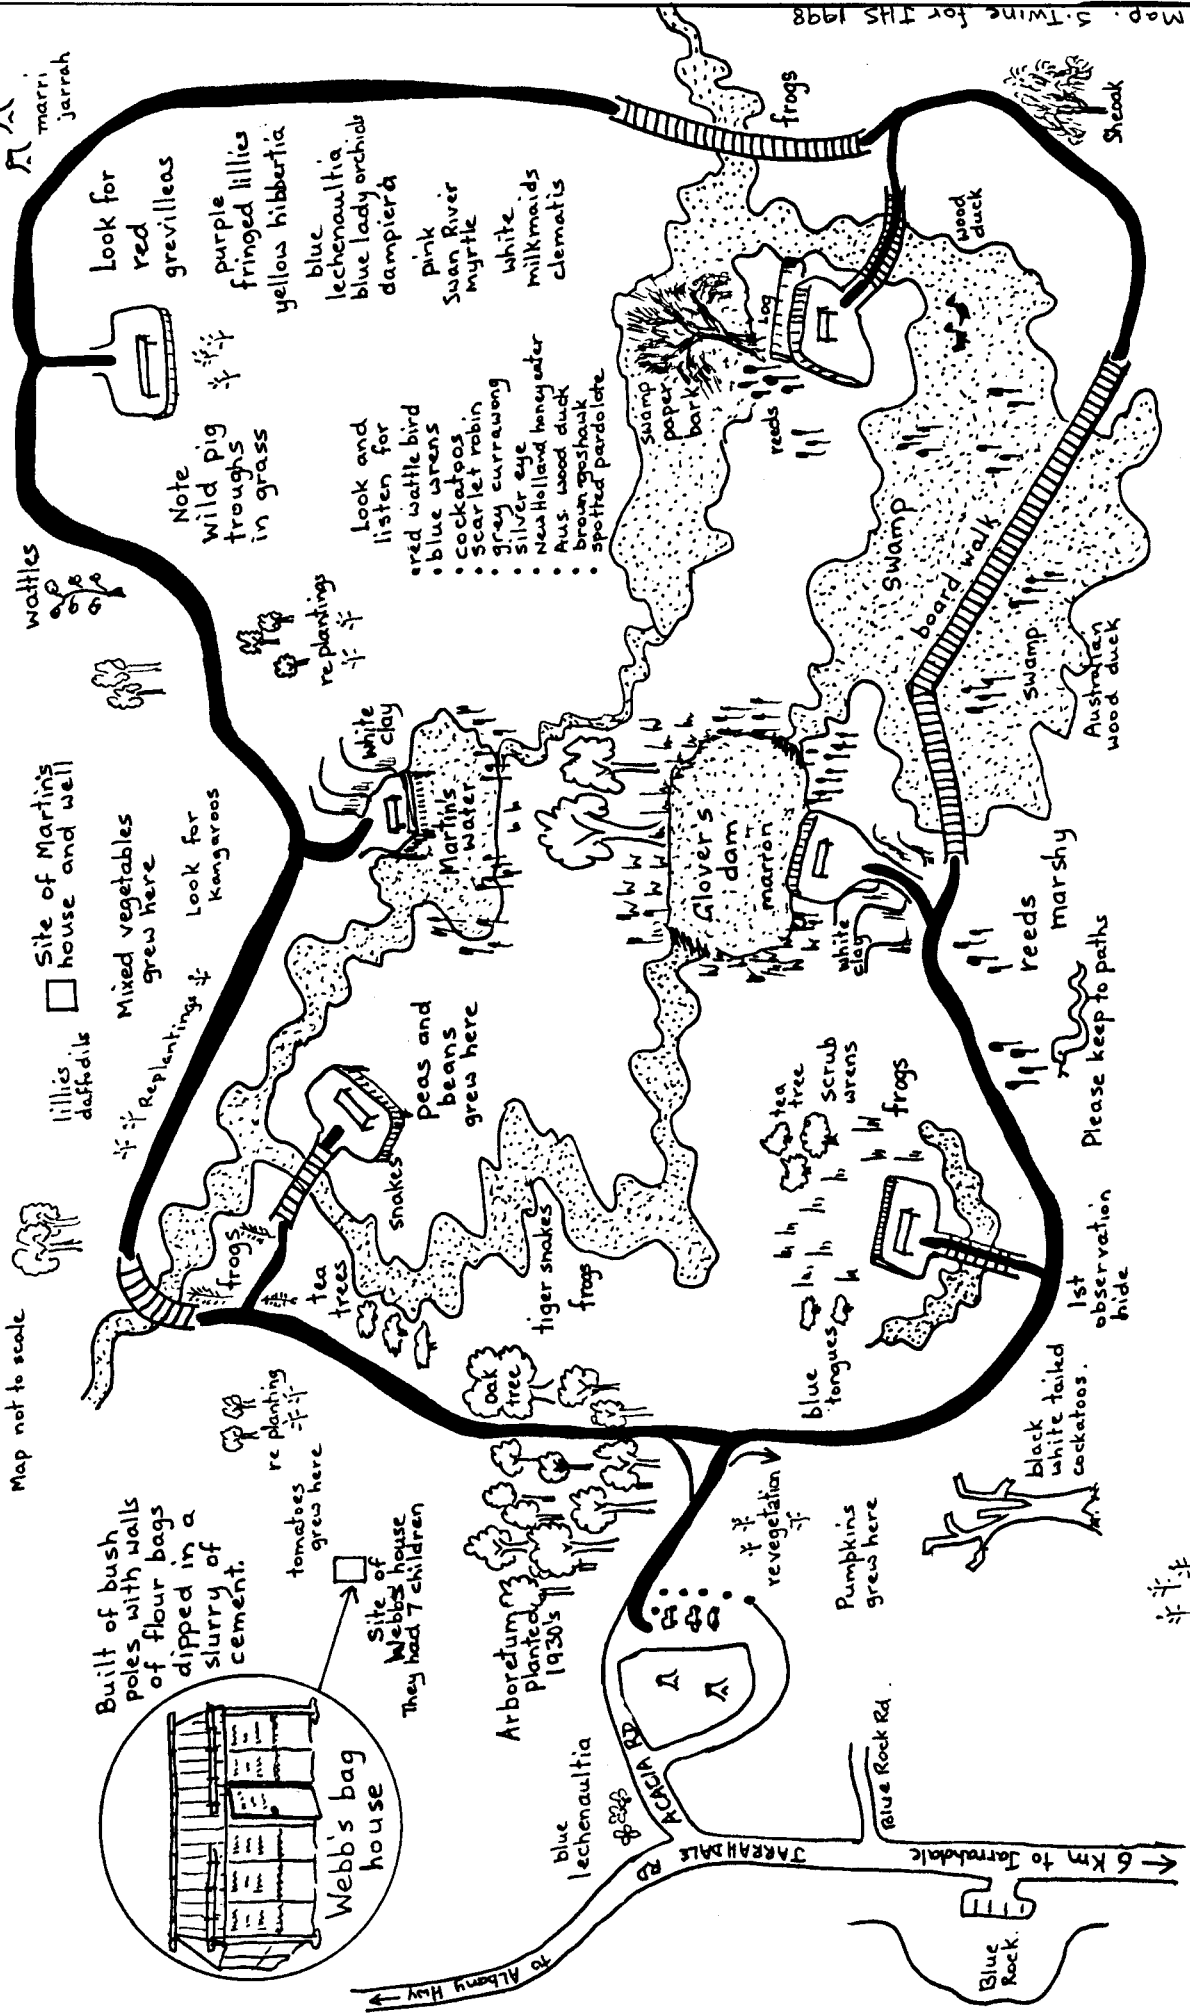 Map not to scale
marri
jarrah
wattles
Site of Martin's
house and well
lillies
daffodils
Mixed vegetables
grew here
Look for
Kangaroos
Replantings
Look for
red
grevilleas
purple
fringed lillies
yellow hibbertia
blue
lechenaultia
blue lady orchids
dampiera
pink
Swan River
myrtle
white
milkmaids
clematis
Note
wild pig
troughs
in grass
Look and
listen for
• red wattle bird
• blue wrens
• cockatoos
• scarlet robin
• grey currawong
• silver eye
• New Holland honey eater
• Aus. wood duck
• brown goshawk
• spotted pardolote
replantings
white
clay
Martin's
water
Built of bush
poles with walls
of flour bags
dipped in a
slurry of
cement.
Webb's bag
house
Site of
Webbs house
They had 7 children
re planting
tomatoes
grew here
frogs
tea
trees
snakes
peas and
beans
grew here
tiger snakes
frogs
oak
tree
Arboretum
planted
1930's
swamp
paper
bark
reeds
Log
frogs
Sheoak
wood
duck
Glover's
dam
marron
white
clay
swamp
board walk
swamp
Australian
wood duck
reeds
marshy
Please keep to paths
tea
tree
scrub
wrens
frogs
blue
tongues
1st
observation
hide
black
white tailed
cockatoos.
revegetation
Pumpkins
grew here
blue
lechenaultia
ACACIA RD
JARRAHDALE
RD
to Albany Hwy
Blue Rock Rd.
6 Km to Jarrahdale
Blue
Rock.
Map. J. Twine for JHS 1998